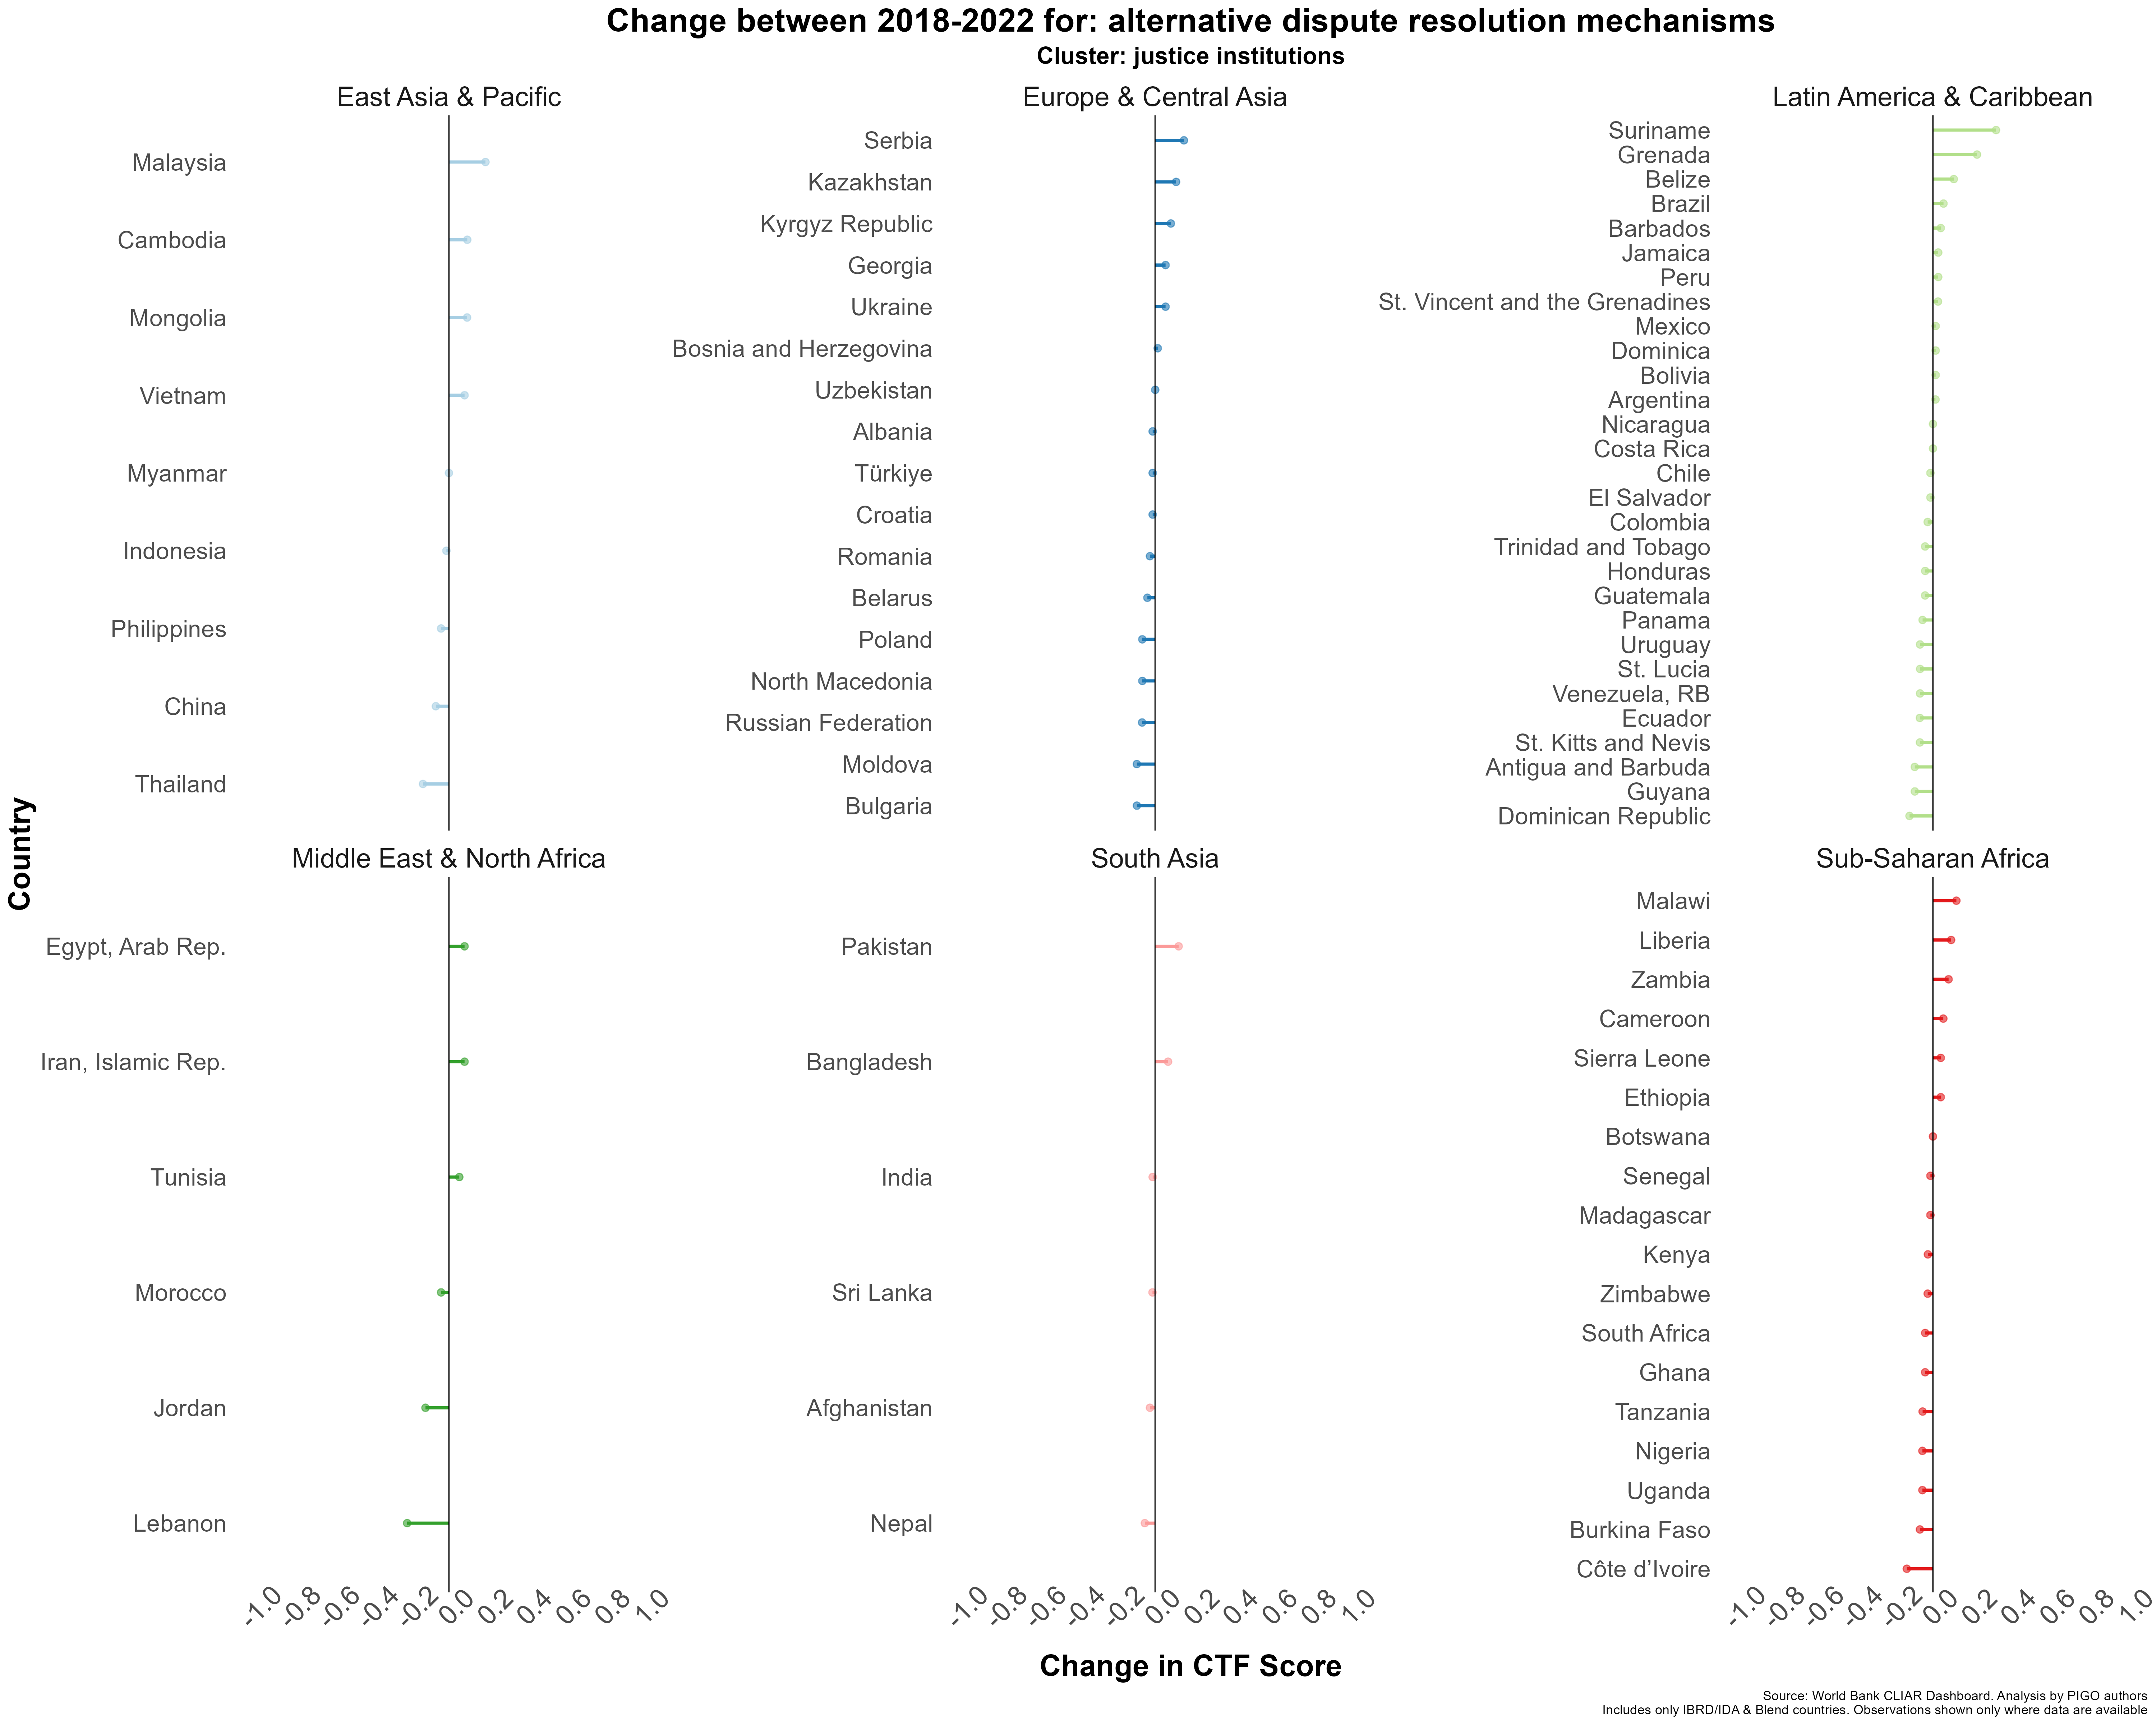 Change between 2018-2022 for: alternative dispute resolution mechanisms
Cluster: justice institutions
East Asia & Pacific
Malaysia
Cambodia
Mongolia
Vietnam
Myanmar
Indonesia
Philippines
China
Thailand
Europe & Central Asia
Serbia
Kazakhstan
Kyrgyz Republic
Georgia
Ukraine
Bosnia and Herzegovina
Uzbekistan
Albania
Türkiye
Croatia
Romania
Belarus
Poland
North Macedonia
Russian Federation
Moldova
Bulgaria
Latin America & Caribbean
Suriname
Grenada
Belize
Brazil
Barbados
Jamaica
Peru
St. Vincent and the Grenadines
Mexico
Dominica
Bolivia
Argentina
Nicaragua
Costa Rica
Chile
El Salvador
Colombia
Trinidad and Tobago
Honduras
Guatemala
Panama
Uruguay
St. Lucia
Venezuela, RB
Ecuador
St. Kitts and Nevis
Antigua and Barbuda
Guyana
Dominican Republic
Country
Middle East & North Africa
Egypt, Arab Rep.
Iran, Islamic Rep.
Tunisia
Morocco
Jordan
Lebanon
-1.0 -0.8 -0.6 -0.4 -0.2 0.0 0.2 0.4 0.6 0.8 1.0
South Asia
Pakistan
Bangladesh
India
Sri Lanka
Afghanistan
Nepal
-1.0 -0.8 -0.6 -0.4 -0.2 0.0 0.2 0.4 0.6 0.8 1.0
Sub-Saharan Africa
Malawi
Liberia
Zambia
Cameroon
Sierra Leone
Ethiopia
Botswana
Senegal
Madagascar
Kenya
Zimbabwe
South Africa
Ghana
Tanzania
Nigeria
Uganda
Burkina Faso
Côte d’Ivoire
-1.0 -0.8 -0.6 -0.4 -0.2 0.0 0.2 0.4 0.6 0.8 1.0
Change in CTF Score
Source: World Bank CLIAR Dashboard. Analysis by PIGO authors
Includes only IBRD/IDA & Blend countries. Observations shown only where data are available